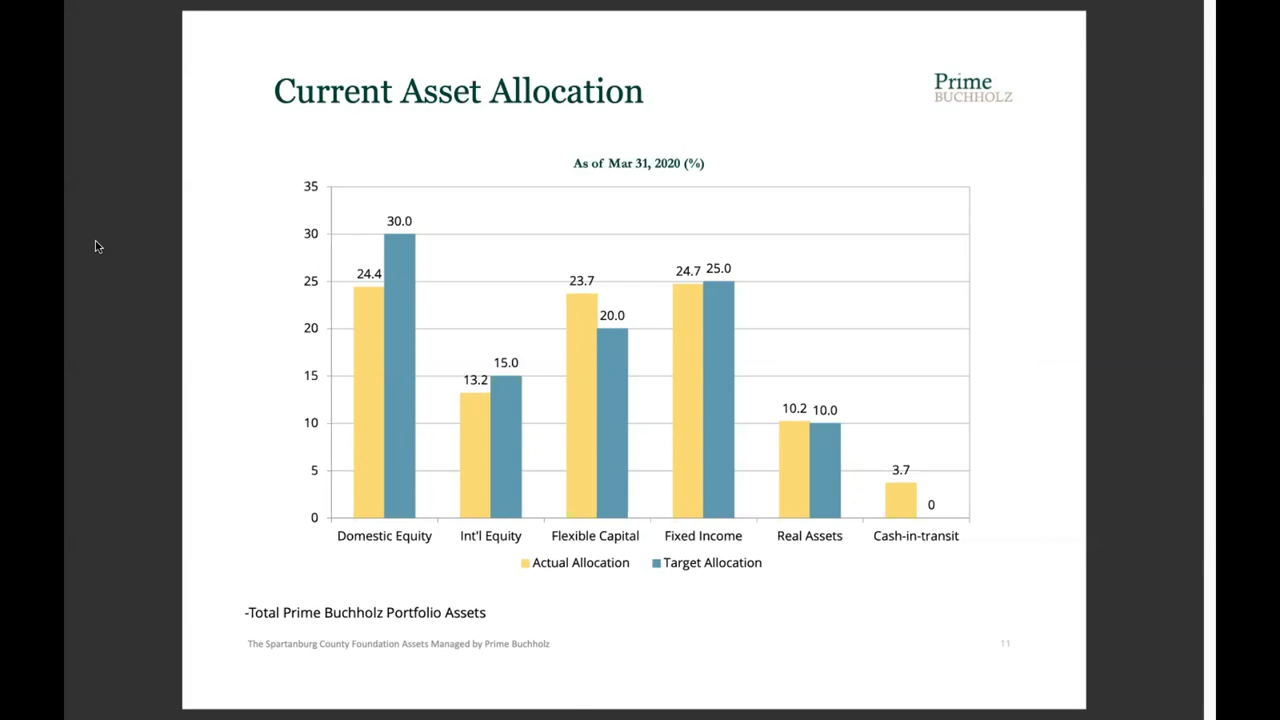 Current Asset Allocation
Prime
BUCHHOLZ
As of Mar 31, 2020 (%)
35
30
25
20
15
10
5
0
24.4
30.0
13.2
15.0
23.7
20.0
24.7
25.0
10.2
10.0
3.7
0
Domestic Equity
Int'l Equity
Flexible Capital
Fixed Income
Real Assets
Cash-in-transit
Actual Allocation
Target Allocation
-Total Prime Buchholz Portfolio Assets
The Spartanburg County Foundation Assets Managed by Prime Buchholz
11